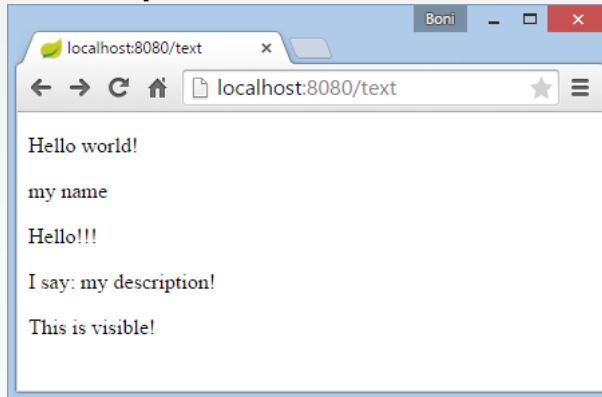 Boni
localhost:8080/text
localhost:8080/text
Hello world!
my name
Hello!!!
I say: my description!
This is visible!